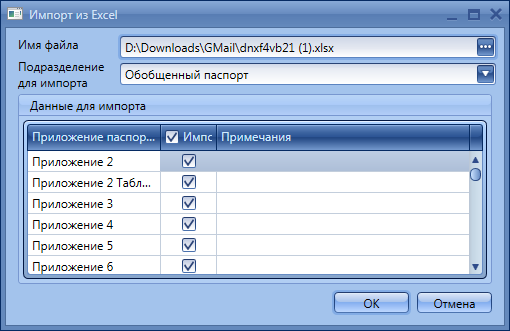 Импорт из Excel
Имя файла
D:\Downloads\GMail\dnxf4vb21 (1).xlsx
Подразделение
для импорта
Обобщенный паспорт
Данные для импорта
Приложение паспор... Импс Примечания
Приложение 2
Приложение 2 Табл...
Приложение 3
Приложение 4
Приложение 5
Приложение 6
ОК Отмена